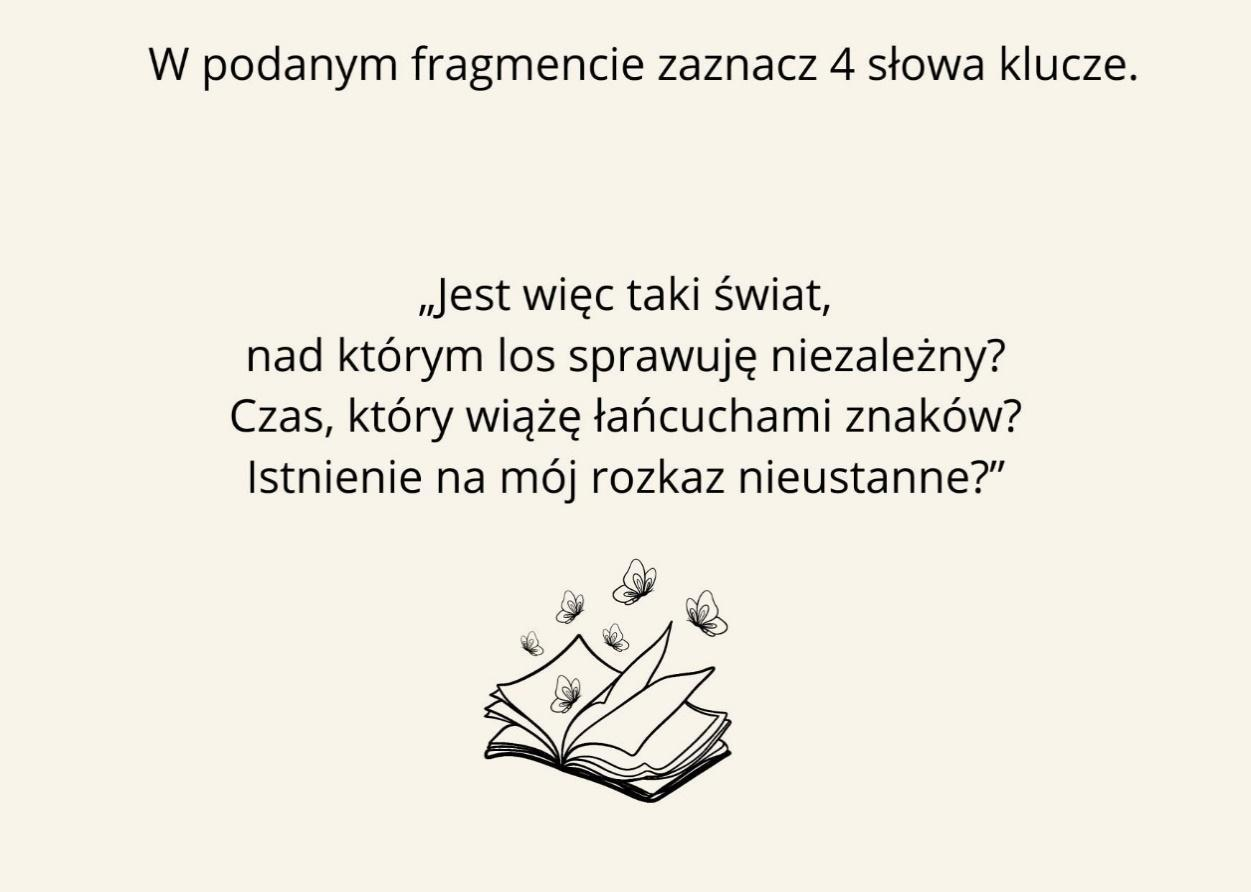 W podanym fragmencie zaznacz 4 słowa klucze.
„Jest więc taki świat,
nad którym los sprawuję niezależny?
Czas, który wiążę łańcuchami znaków?
Istnienie na mój rozkaz nieustanne?”